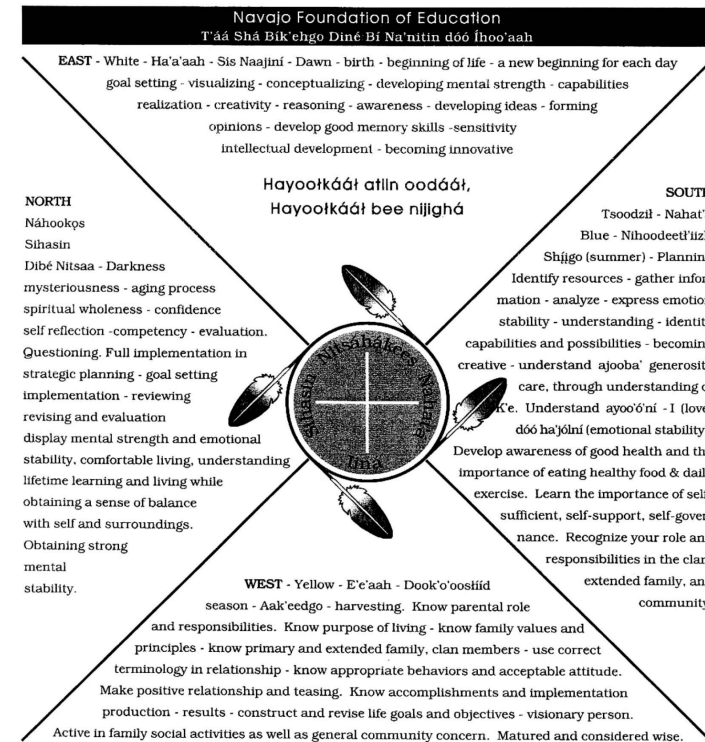 Navajo Foundation of Education
T'áá Shá Bík'ehgo Diné Bí Na'nitin dóó Íhoo'aah
EAST - White - Ha'a'aah - Sis Naajiní - Dawn - birth - beginning of life - a new beginning for each day
goal setting - visualizing - conceptualizing - developing mental strength - capabilities
realization - creativity - reasoning - awareness - developing ideas - forming
opinions - develop good memory skills -sensitivity
intellectual development - becoming innovative
Hayoołkááł atiin oodááł,
Hayoołkááł bee nijighá
NORTH
Náhookǫs
Sihasin
Dibé Nitsaa - Darkness
mysteriousness - aging process
spiritual wholeness - confidence
self reflection -competency - evaluation.
Questioning. Full implementation in
strategic planning - goal setting
implementation - reviewing
revising and evaluation
display mental strength and emotional
stability, comfortable living, understanding
lifetime learning and living while
obtaining a sense of balance
with self and surroundings.
Obtaining strong
mental
stability.
Nitsáhákees
Nahata
Iiná
Sihasin
SOUT
Tsoodził - Nahat'
Blue - Nihoodeetł'iiz
Shį́įgo (summer) - Plannin
Identify resources - gather infor
mation - analyze - express emotio
stability - understanding - identit
capabilities and possibilities - becomin
creative - understand ajooba' generosit
care, through understanding o
K'e. Understand ayoo'ó'ní - I (love
dóó ha'jólní (emotional stability
Develop awareness of good health and th
importance of eating healthy food & dail
exercise. Learn the importance of self
sufficient, self-support, self-gover
nance. Recognize your role an
responsibilities in the clan
extended family, an
community
WEST - Yellow - E'e'aah - Dook'o'oosłííd
season - Aak'eedgo - harvesting. Know parental role
and responsibilities. Know purpose of living - know family values and
principles - know primary and extended family, clan members - use correct
terminology in relationship - know appropriate behaviors and acceptable attitude.
Make positive relationship and teasing. Know accomplishments and implementation
production - results - construct and revise life goals and objectives - visionary person.
Active in family social activities as well as general community concern. Matured and considered wise.